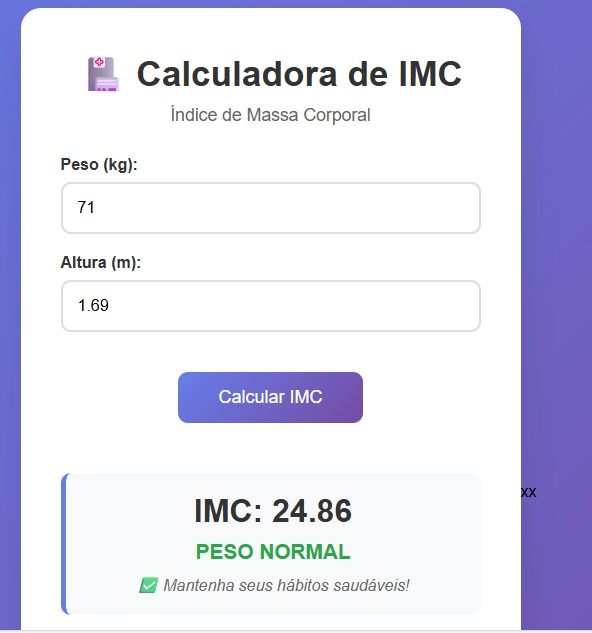 Calculadora de IMC
Índice de Massa Corporal
Peso (kg):
71
Altura (m):
1.69
Calcular IMC
xx
IMC: 24.86
PESO NORMAL
Mantenha seus hábitos saudáveis!